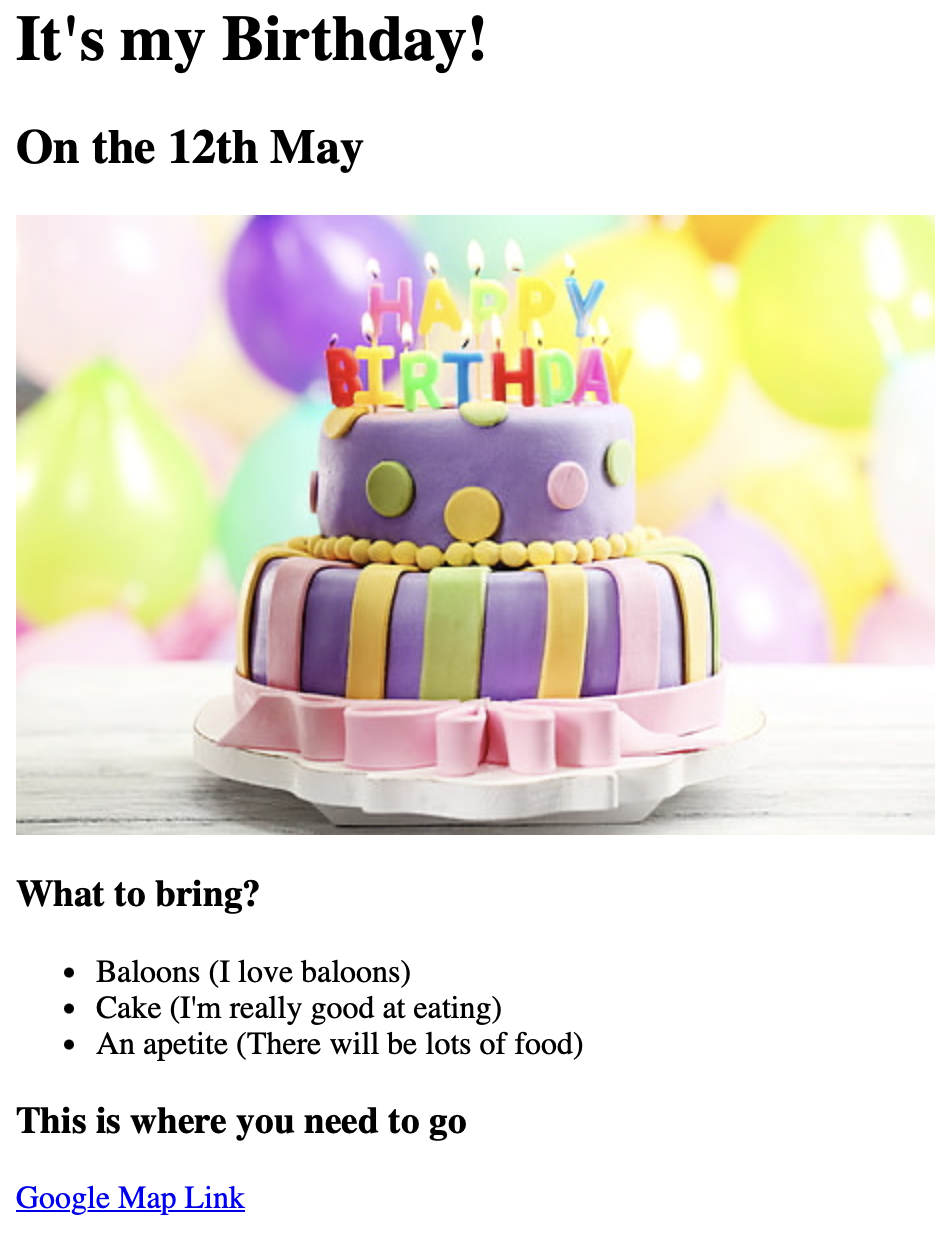 It's my Birthday!
On the 12th May
HAPPY
BIRTHDAY
What to bring?
Baloons (I love baloons)
Cake (I'm really good at eating)
An apetite (There will be lots of food)
This is where you need to go
Google Map Link